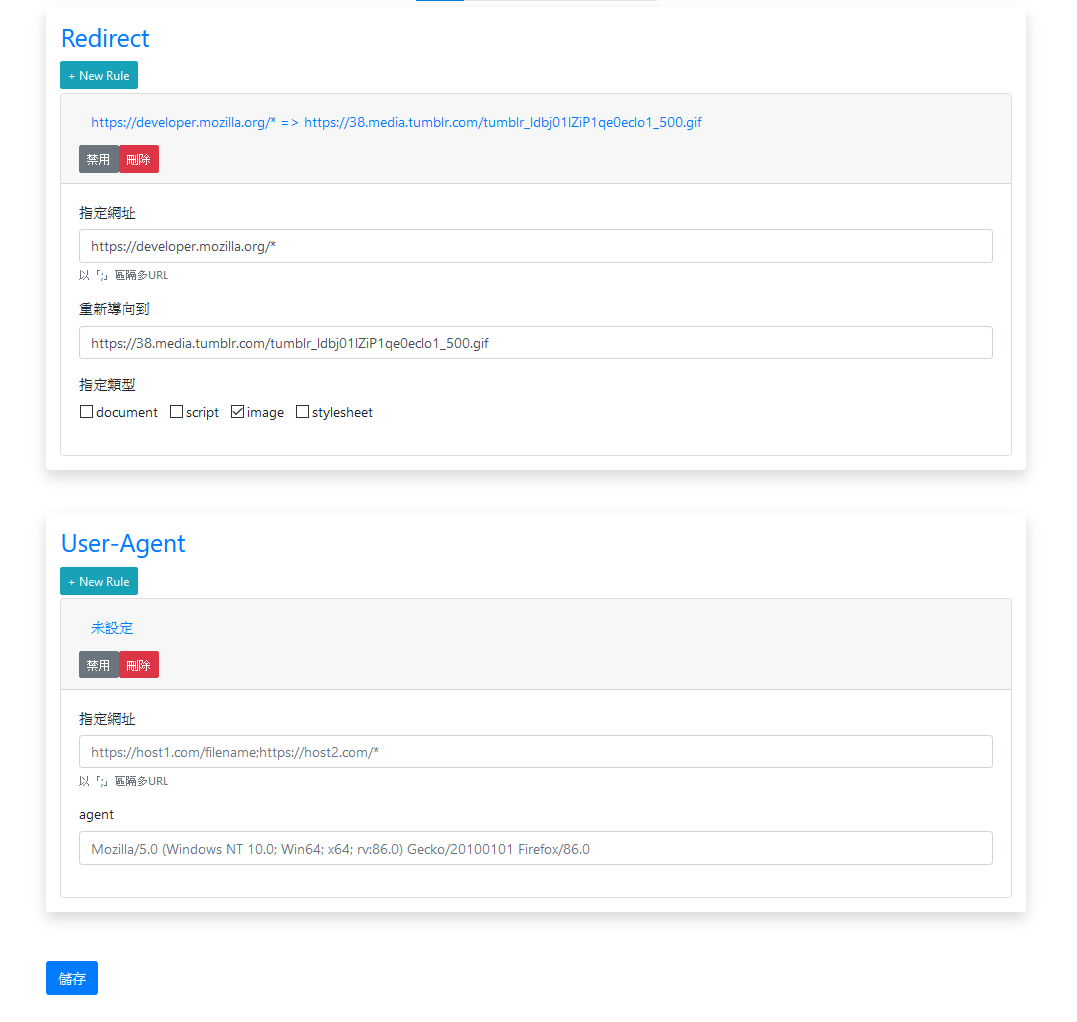 Redirect
+ New Rule
https://developer.mozilla.org/* => https://38.media.tumblr.com/tumblr_ldbj01lZiP1qe0eclo1_500.gif
禁用 刪除
指定網址
https://developer.mozilla.org/*
以「;」區隔多URL
重新導向到
https://38.media.tumblr.com/tumblr_ldbj01lZiP1qe0eclo1_500.gif
指定類型
document script image stylesheet
User-Agent
+ New Rule
未設定
禁用 刪除
指定網址
https://host1.com/filename;https://host2.com/*
以「;」區隔多URL
agent
Mozilla/5.0 (Windows NT 10.0; Win64; x64; rv:86.0) Gecko/20100101 Firefox/86.0
儲存